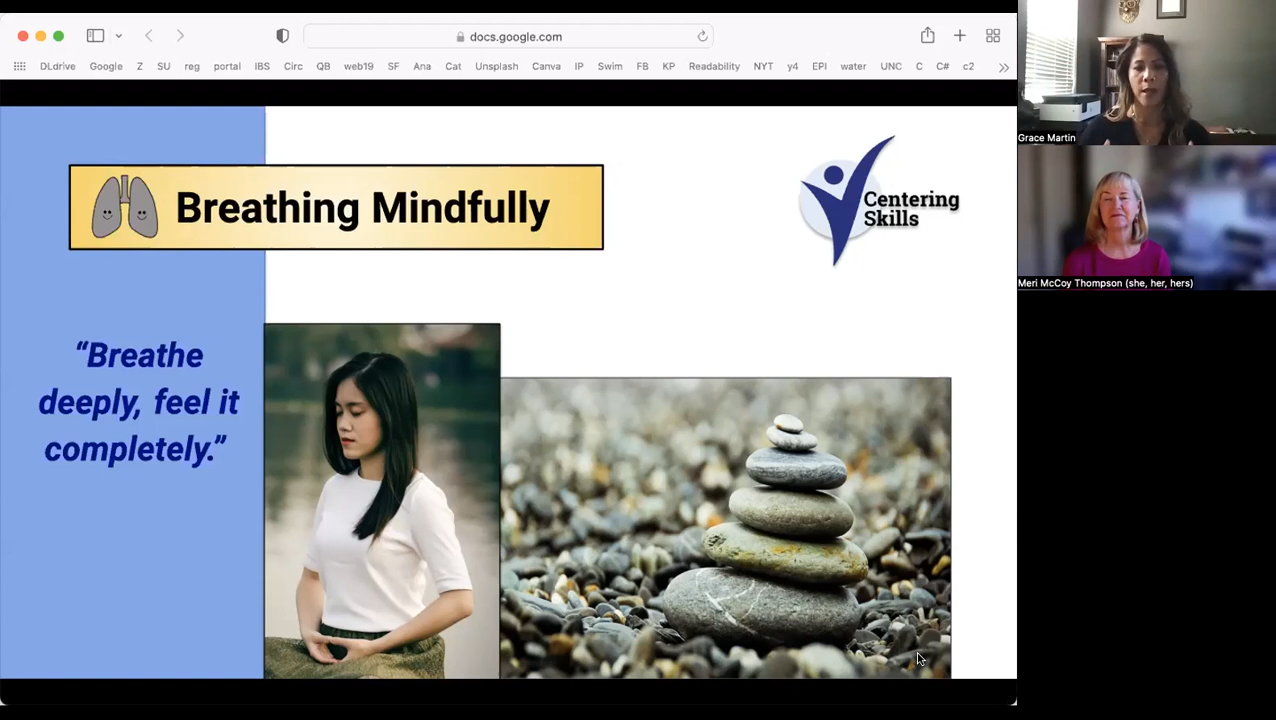 docs.google.com
DLdrive Google Z SU reg portal IBS Circ QL webst SF Ana Cat Unsplash Canva IP Swim FB KP Readability NYT y4 EPI water UNC C C# c2
Grace Martin
Breathing Mindfully
Centering
Skills
Meri McCoy Thompson (she, her, hers)
“Breathe
deeply, feel it
completely.”